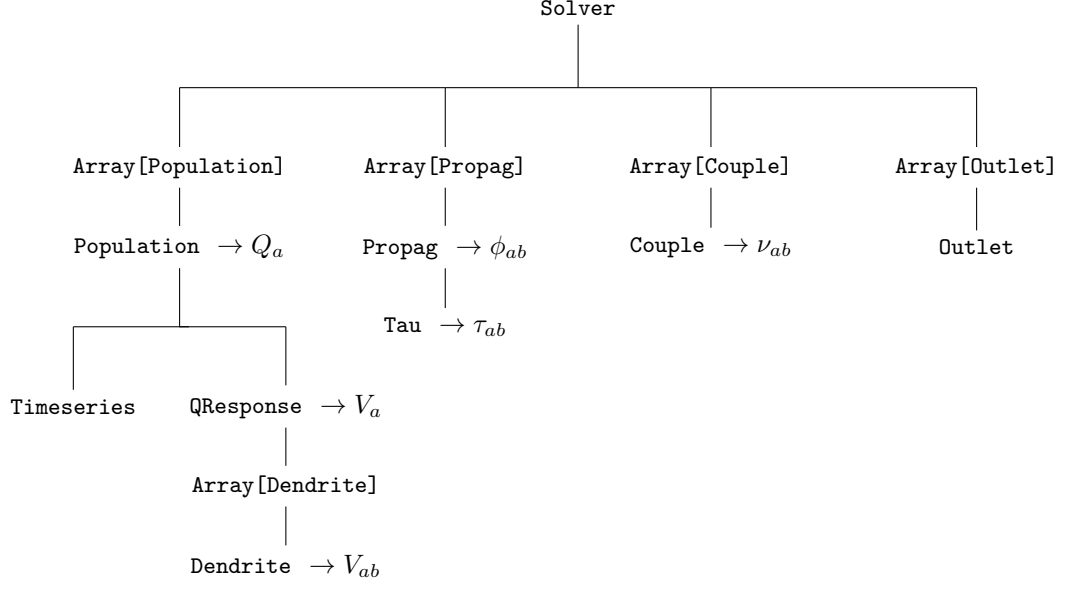 Solver
Array[Population] Array[Propag] Array[Couple] Array[Outlet]
Population → Q_a Propag → ϕ_ab Couple → ν_ab Outlet
Tau → τ_ab
Timeseries QResponse → V_a
Array[Dendrite]
Dendrite → V_ab